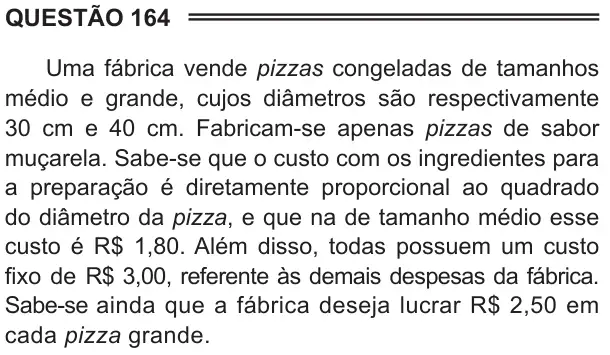 QUESTÃO 164
Uma fábrica vende pizzas congeladas de tamanhos
médio e grande, cujos diâmetros são respectivamente
30 cm e 40 cm. Fabricam-se apenas pizzas de sabor
muçarela. Sabe-se que o custo com os ingredientes para
a preparação é diretamente proporcional ao quadrado
do diâmetro da pizza, e que na de tamanho médio esse
custo é R$ 1,80. Além disso, todas possuem um custo
fixo de R$ 3,00, referente às demais despesas da fábrica.
Sabe-se ainda que a fábrica deseja lucrar R$ 2,50 em
cada pizza grande.